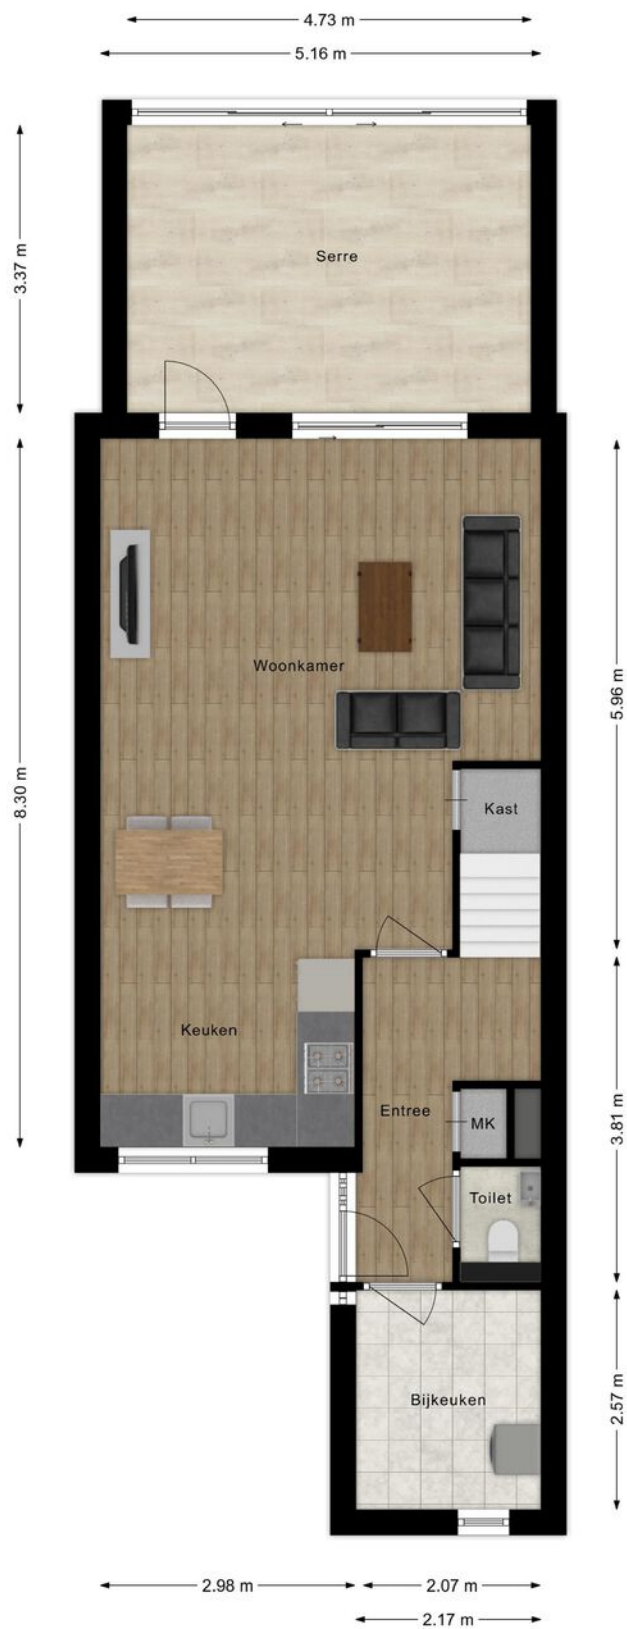 4.73 m
5.16 m
3.37 m
Serre
8.30 m
5.96 m
Woonkamer
Kast
Keuken
Entree
MK
3.81 m
Toilet
Bijkeuken
2.57 m
2.98 m
2.07 m
2.17 m